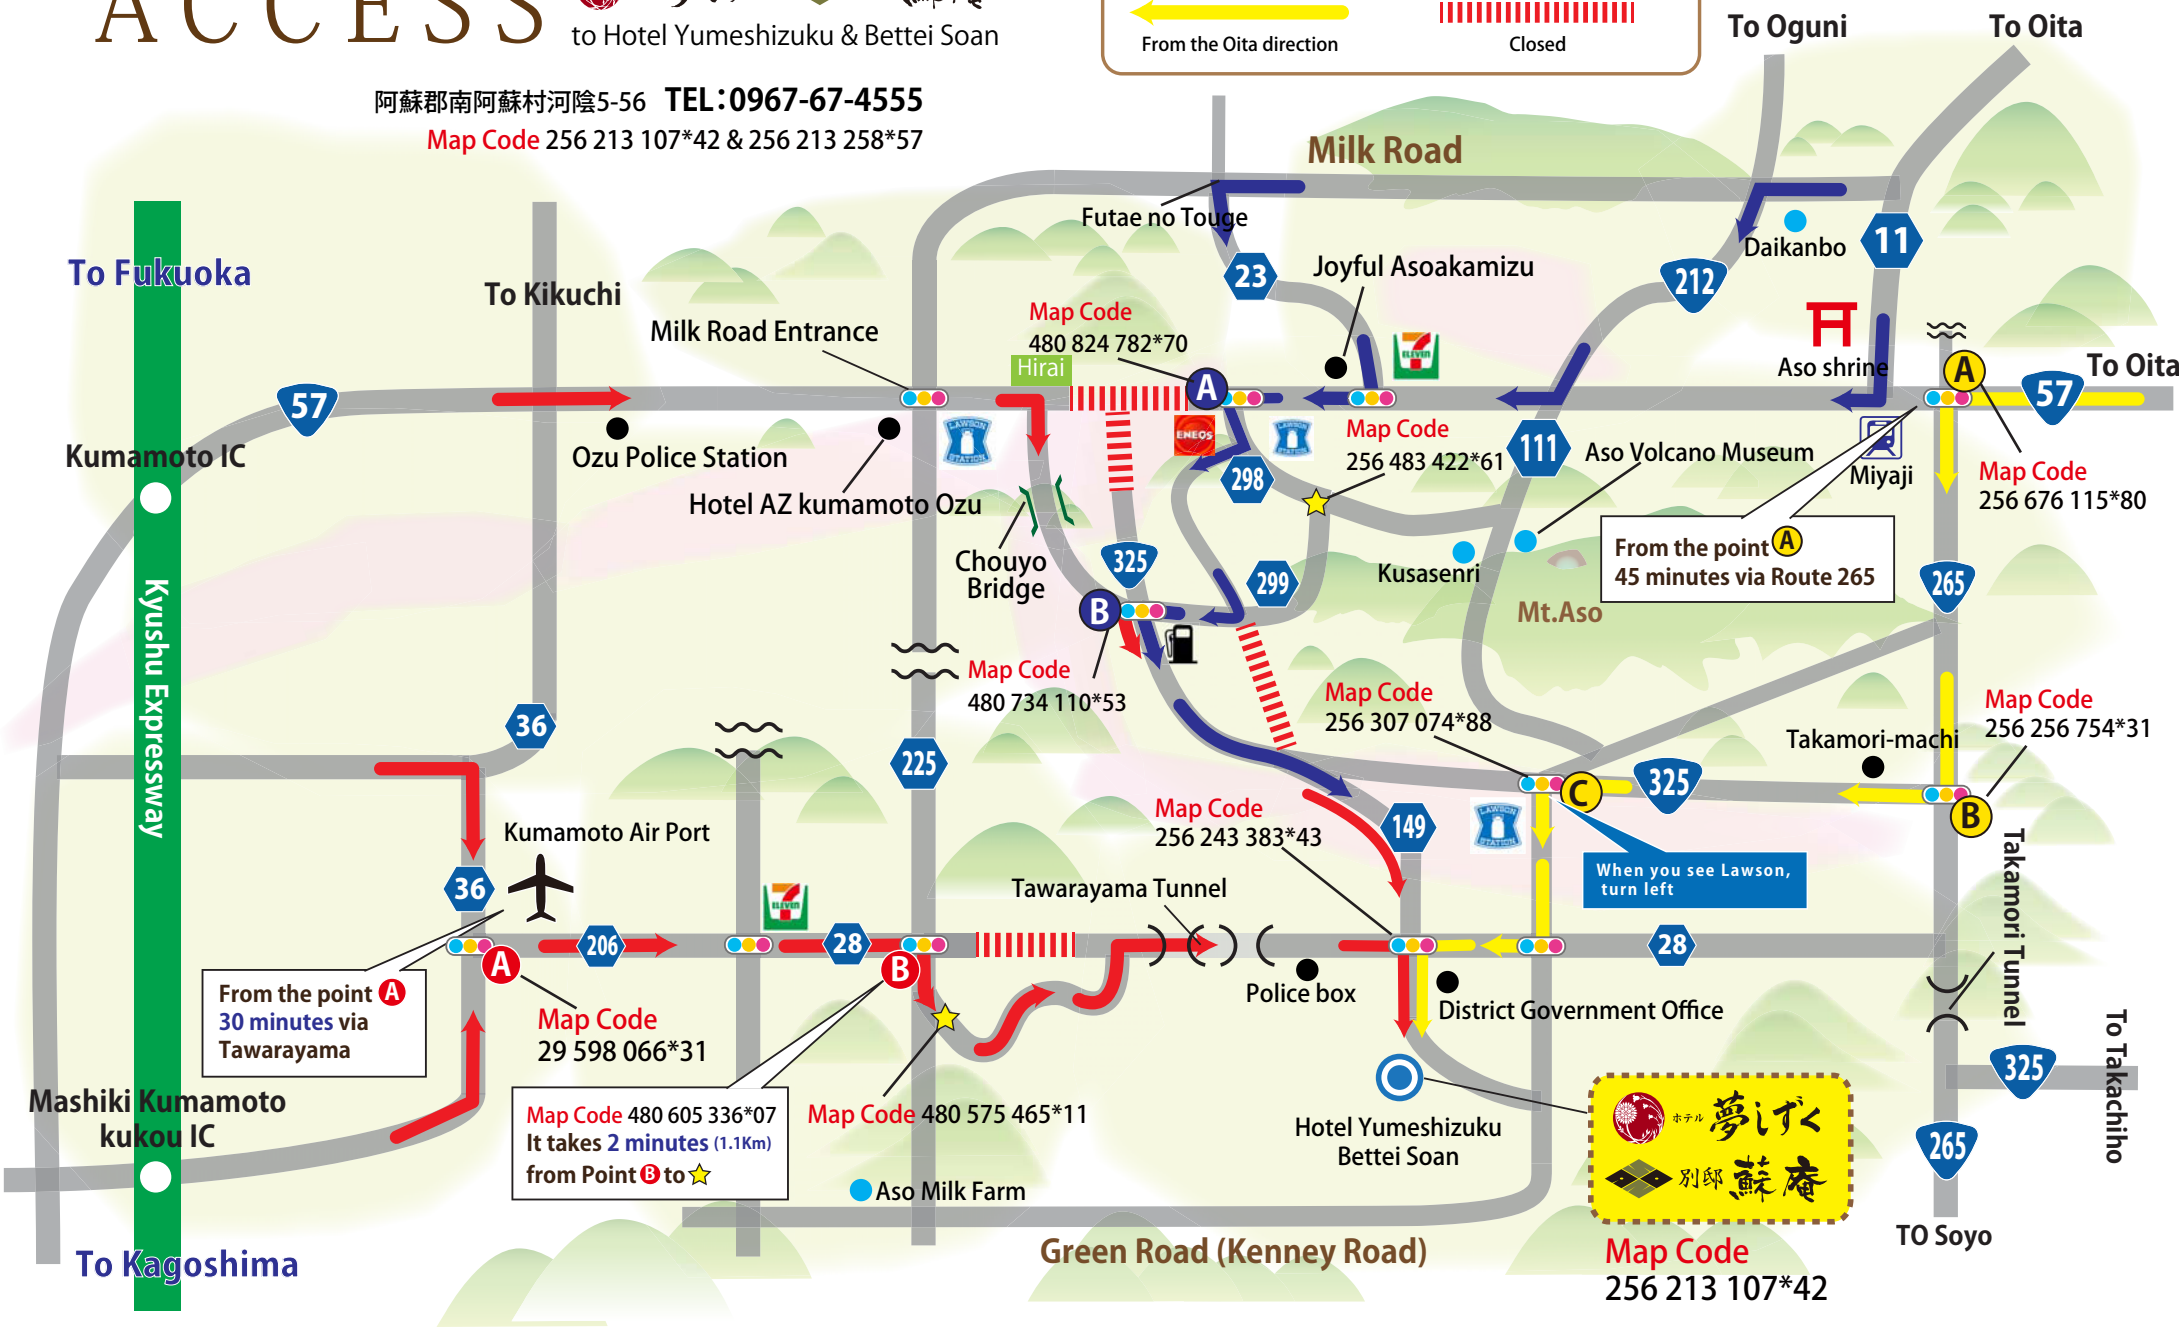 ACCESS
to Hotel Yumeshizuku & Bettei Soan
From the Oita direction
Closed
阿蘇郡南阿蘇村河陰5-56 TEL:0967-67-4555
Map Code 256 213 107*42 & 256 213 258*57
To Oguni
To Oita
Milk Road
Futae no Touge
Daikanbo
11
23
212
To Fukuoka
To Kikuchi
Joyful Asoakamizu
Milk Road Entrance
Map Code
480 824 782*70
Hirai
ELEVEN
Aso shrine
A
To Oita
57
A
57
Kumamoto IC
Ozu Police Station
Hotel AZ kumamoto Ozu
LAWSON
STATION
ENEOS
LAWSON
STATION
Map Code
256 483 422*61
298
111
Aso Volcano Museum
Miyaji
Map Code
256 676 115*80
From the point A
45 minutes via Route 265
Chouyo
Bridge
325
299
Kusasenri
Mt.Aso
265
B
Kyushu Expressway
Map Code
480 734 110*53
Map Code
256 307 074*88
Takamori-machi
Map Code
256 256 754*31
36
225
C
325
B
Map Code
256 243 383*43
149
LAWSON
STATION
When you see Lawson,
turn left
Kumamoto Air Port
36
ELEVEN
Tawarayama Tunnel
Takamori Tunnel
206
28
28
A
B
Police box
District Government Office
From the point A
30 minutes via
Tawarayama
Map Code
29 598 066*31
325
To Takachiho
Mashiki Kumamoto
kukou IC
Map Code 480 605 336*07
It takes 2 minutes (1.1Km)
from Point B to
Map Code 480 575 465*11
Hotel Yumeshizuku
Bettei Soan
ホテル 夢しずく
別邸 蘇庵
265
Aso Milk Farm
TO Soyo
Green Road (Kenney Road)
To Kagoshima
Map Code
256 213 107*42